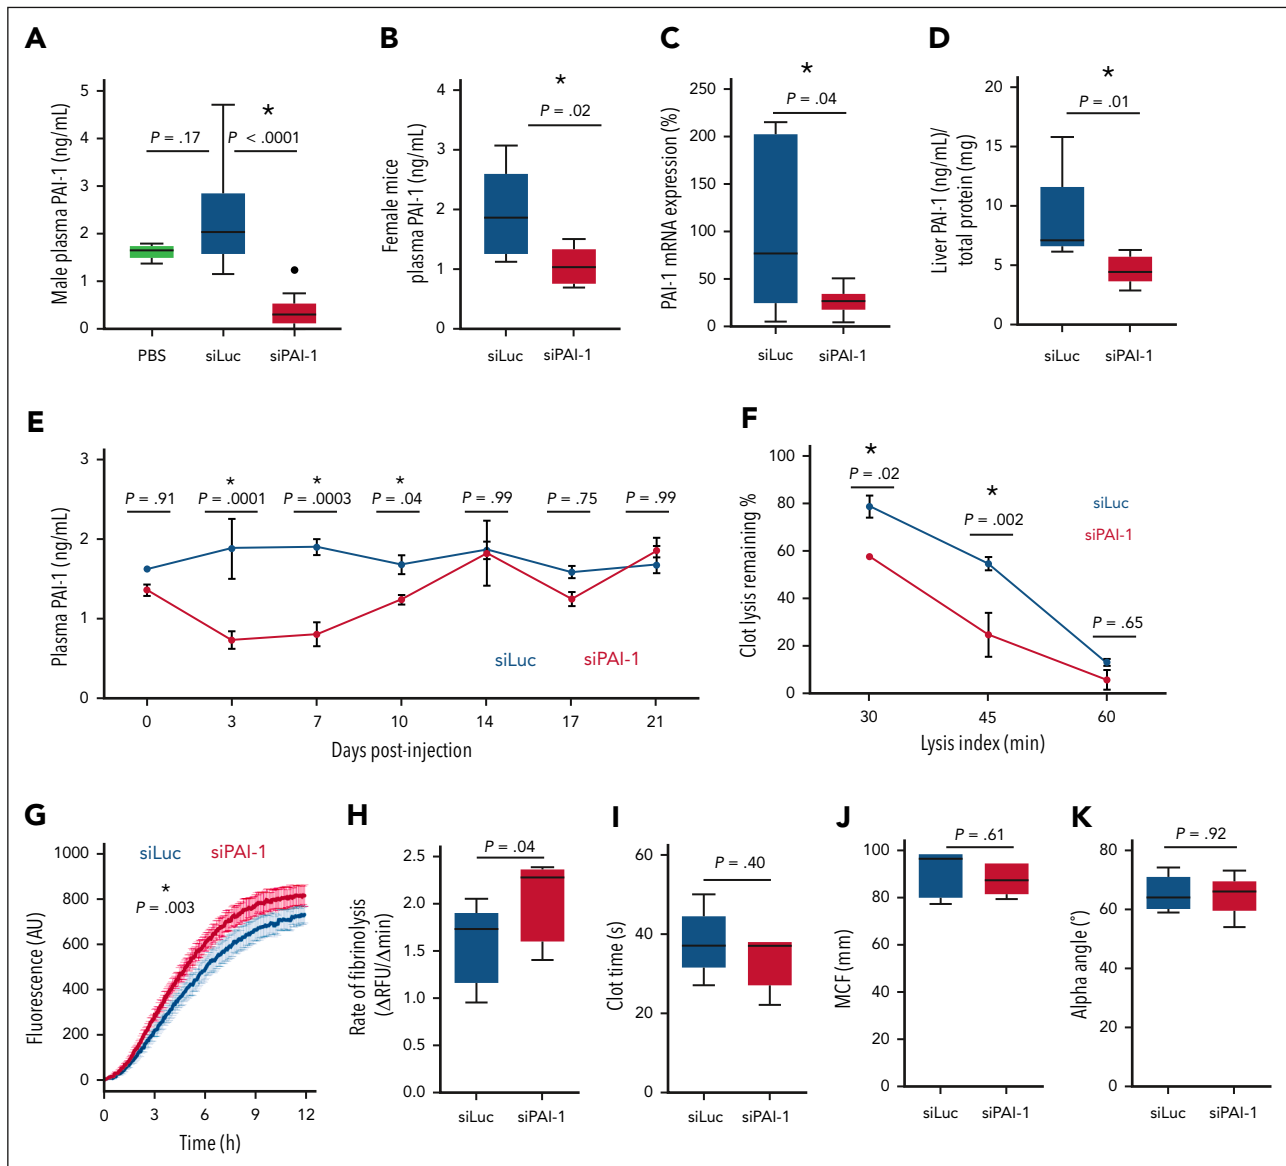 A
Male plasma PAI-1 (ng/mL)
5
4
3
2
1
0
P = .17
*
P < .0001
PBS
siLuc
siPAI-1
B
Female mice
plasma PAI-1 (ng/mL)
4
3
2
1
0
*
P = .02
siLuc
siPAI-1
C
PAI-1 mRNA expression (%)
250
200
150
100
50
0
*
P = .04
siLuc
siPAI-1
D
Liver PAI-1 (ng/mL)/
total protein (mg)
20
15
10
5
0
*
P = .01
siLuc
siPAI-1
E
Plasma PAI-1 (ng/mL)
3
2
1
0
P = .91
*
P = .0001
*
P = .0003
*
P = .04
P = .99
P = .75
P = .99
siLuc
siPAI-1
0
3
7
10
14
17
21
Days post-injection
F
Clot lysis remaining %
100
80
60
40
20
0
*
P = .02
*
P = .002
P = .65
siLuc
siPAI-1
30
45
60
Lysis index (min)
G
Fluorescence (AU)
1000
800
600
400
200
0
siLuc
siPAI-1
*
P = .003
0
3
6
9
12
Time (h)
H
Rate of fibrinolysis
(ΔRFU/Δmin)
2.5
2.0
1.5
1.0
0.5
0.0
P = .04
siLuc
siPAI-1
I
Clot time (s)
60
40
20
0
P = .40
siLuc
siPAI-1
J
MCF (mm)
100
80
60
40
20
0
P = .61
siLuc
siPAI-1
K
Alpha angle (°)
80
60
40
20
0
P = .92
siLuc
siPAI-1